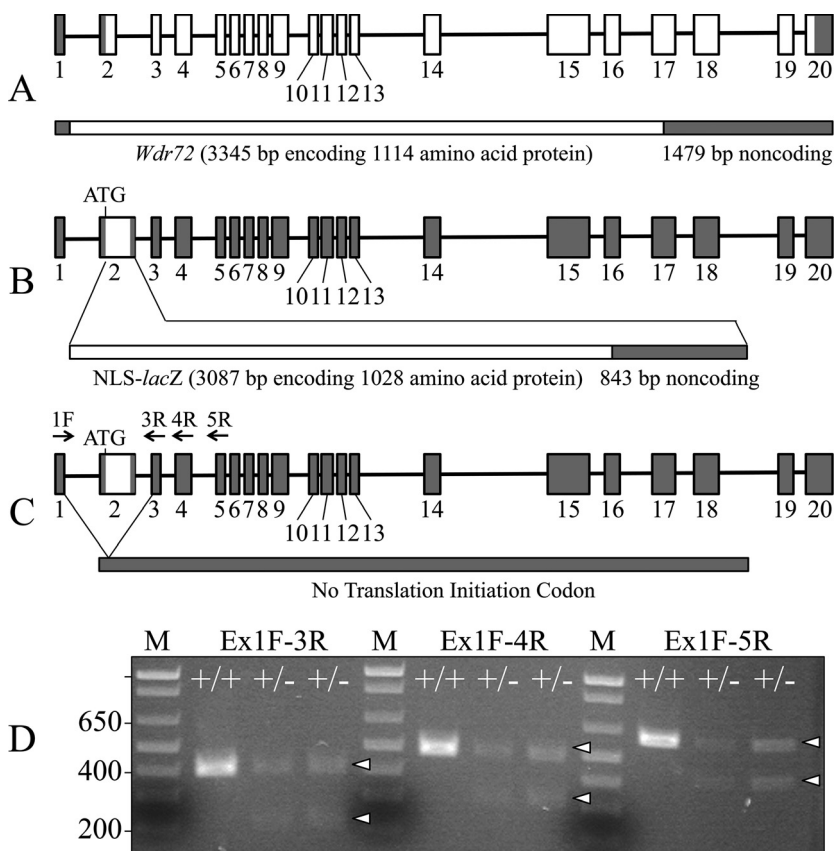 A
1 2 3 4 5 6 7 8 9 14 15 16 17 18 19 20
10 11 12 13
Wdr72 (3345 bp encoding 1114 amino acid protein) 1479 bp noncoding
ATG
B
1 2 3 4 5 6 7 8 9 14 15 16 17 18 19 20
10 11 12 13
NLS-lacZ (3087 bp encoding 1028 amino acid protein) 843 bp noncoding
1F 3R 4R 5R
ATG
C
1 2 3 4 5 6 7 8 9 14 15 16 17 18 19 20
10 11 12 13
No Translation Initiation Codon
D
M Ex1F-3R M Ex1F-4R M Ex1F-5R
+/+ +/- +/- +/+ +/- +/- +/+ +/- +/-
650
400
200